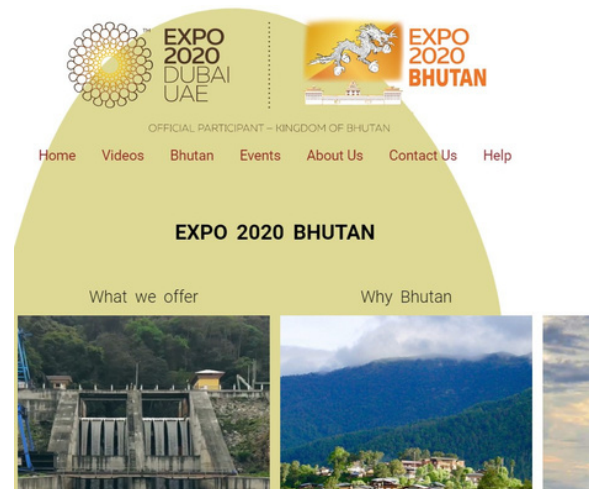 EXPO
2020
DUBAI
UAE
™
EXPO
2020
BHUTAN
OFFICIAL PARTICIPANT – KINGDOM OF BHUTAN
Home Videos Bhutan Events About Us Contact Us Help
EXPO 2020 BHUTAN
What we offer Why Bhutan